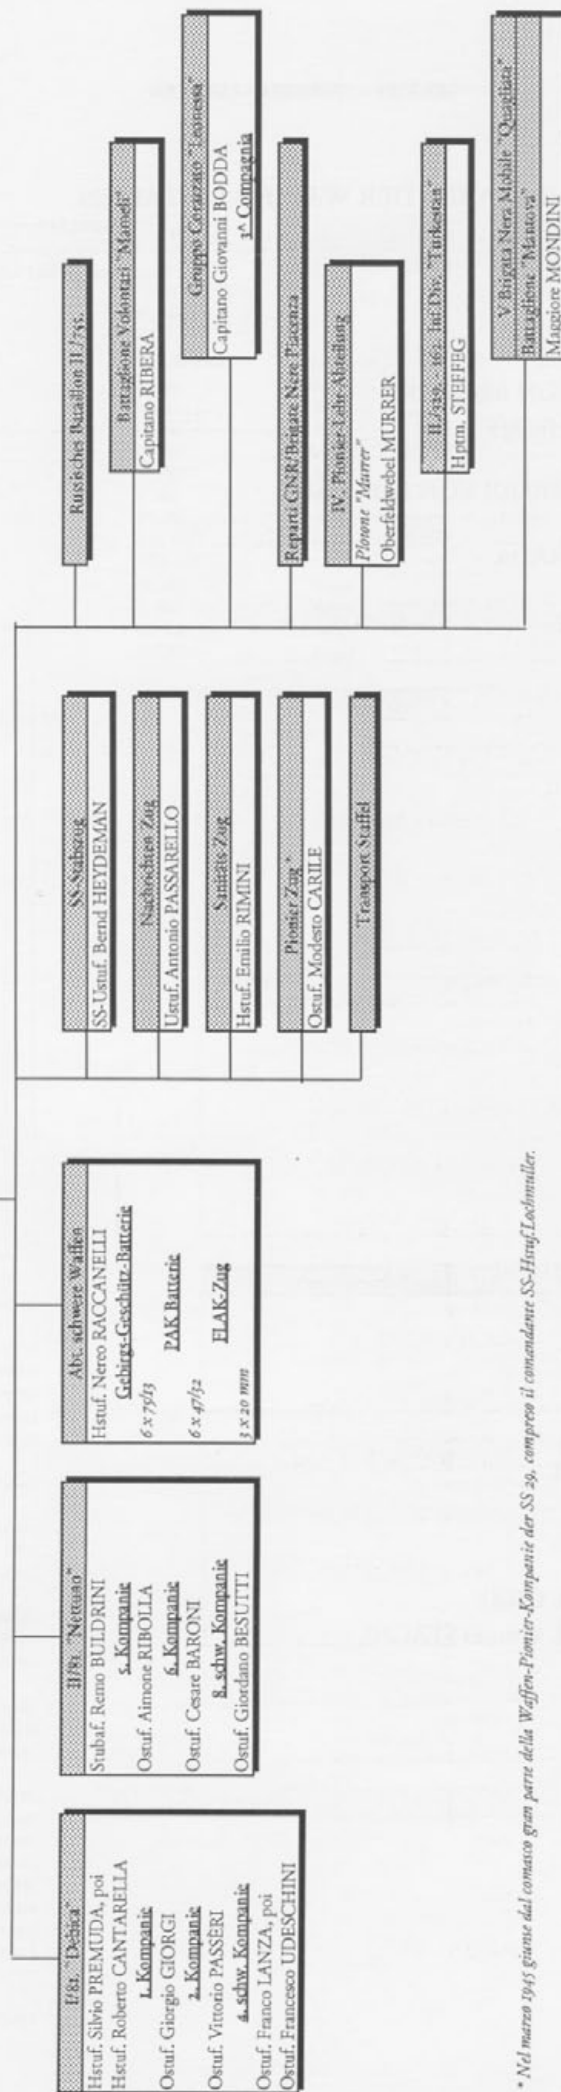 I/81. "Debica"
Hstuf. Silvio PREMUDA, poi
Hstuf. Roberto CANTARELLA
1. Kompanie
Ostuf. Giorgio GIORGI
2. Kompanie
Ostuf. Vittorio PASSERI
4. schw. Kompanie
Ostuf. Franco LANZA, poi
Ostuf. Francesco UDESCHINI
II/81. "Nettuno"
Stubaf. Remo BULDRINI
5. Kompanie
Ostuf. Aimone RIBOLLA
6. Kompanie
Ostuf. Cesare BARONI
8. schw. Kompanie
Ostuf. Giordano BESUTTI
Abt. schwere Waffen
Hstuf. Nereo RACCANELLI
Gebirgs-Geschütz-Batterie
6 x 75/13
PAK Batterie
6 x 47/32
FLAK-Zug
3 x 20 mm
SS-Stabszug
SS-Ustuf. Bernd HEYDEMAN
Nachrichten Zug
Ustuf. Antonio PASSARELLO
Sanitäts-Zug
Hstuf. Emilio RIMINI
Pionier Zug *
Ostuf. Modesto CARILE
Transport Staffel
Russisches Bataillon II./
Battaglione Volontari "Mameli"
Capitano RIBERA
Gruppo Corazzato "Leonessa"
Capitano Giovanni BODDA
3^ Compagnia
Reparti GNR/Brigate Nere Piacenza
IV. Pionier-Lehr-Abteilung
Plotone "Murrer"
Oberfeldwebel MURRER
162. Inf.Div. "Turkestan"
Hptm. STEFFEG
V Brigata Nera Mobile "Quagliata"
Battaglione "Mantova"
Maggiore MONDINI
* Nel marzo 1945 giunse dal comasco gran parte della Waffen-Pionier-Kompanie der SS 29, compreso il comandante SS-Hstuf.Lochmuller.